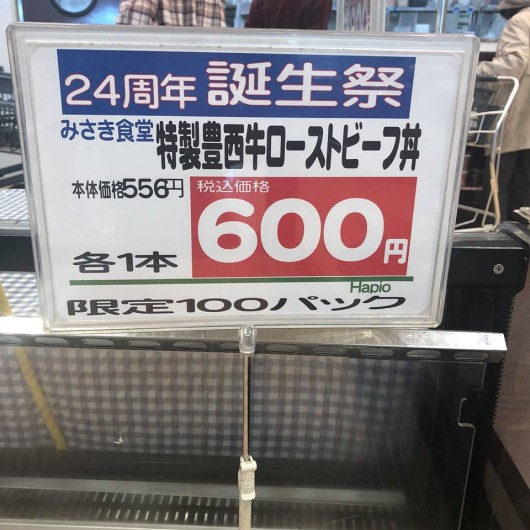 24周年 誕生祭
みさき食堂 特製豊西牛ローストビーフ丼
本体価格556円 税込価格
600円
各1本
Hapio
限定100パック